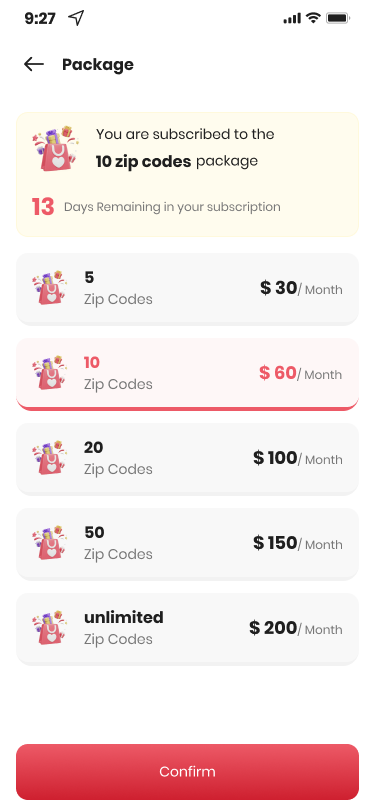 9:27
Package
You are subscribed to the
10 zip codes package
13 Days Remaining in your subscription
5
Zip Codes
$ 30/ Month
10
Zip Codes
$ 60/ Month
20
Zip Codes
$ 100/ Month
50
Zip Codes
$ 150/ Month
unlimited
Zip Codes
$ 200/ Month
Confirm